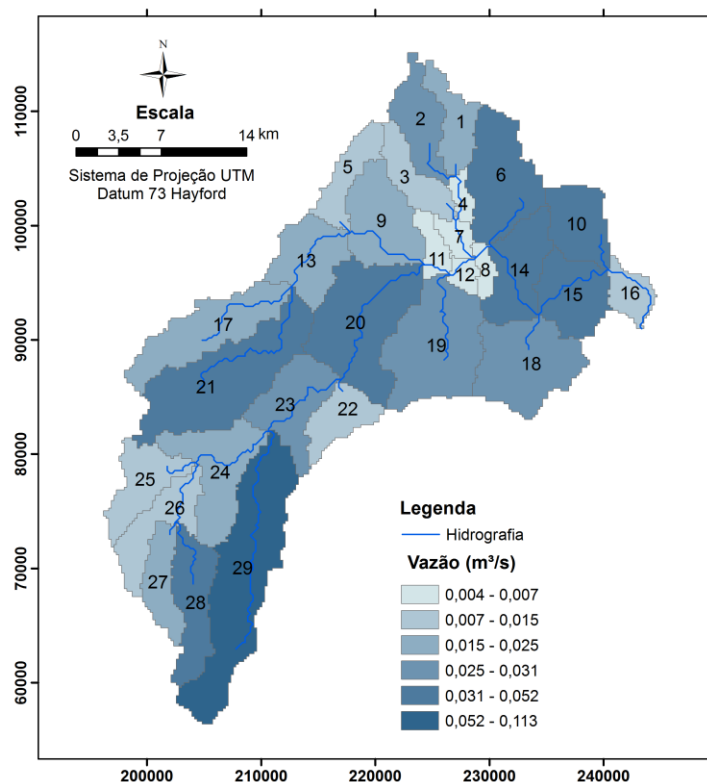 N
Escala
0 3,5 7 14 km
Sistema de Projeção UTM
Datum 73 Hayford
110000
100000
90000
80000
70000
60000
2
1
5
3
6
4
9
7
10
11
12
8
13
14
15
16
17
20
19
18
21
23
22
25
24
26
27
28
29
Legenda
Hidrografia
Vazão (m³/s)
0,004 - 0,007
0,007 - 0,015
0,015 - 0,025
0,025 - 0,031
0,031 - 0,052
0,052 - 0,113
200000 210000 220000 230000 240000